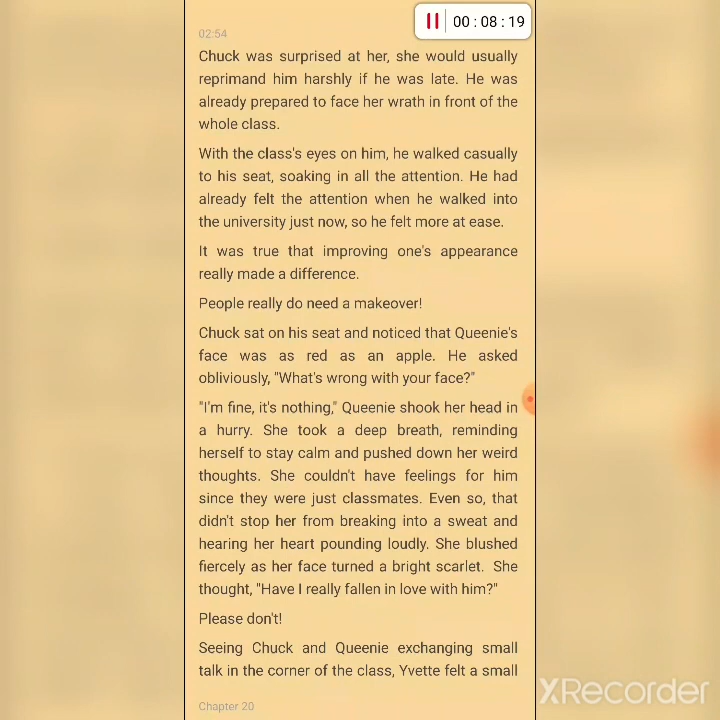 00 : 08 : 19
02:54
Chuck was surprised at her, she would usually
reprimand him harshly if he was late. He was
already prepared to face her wrath in front of the
whole class.
With the class's eyes on him, he walked casually
to his seat, soaking in all the attention. He had
already felt the attention when he walked into
the university just now, so he felt more at ease.
It was true that improving one's appearance
really made a difference.
People really do need a makeover!
Chuck sat on his seat and noticed that Queenie's
face was as red as an apple. He asked
obliviously, "What's wrong with your face?"
"I'm fine, it's nothing," Queenie shook her head in
a hurry. She took a deep breath, reminding
herself to stay calm and pushed down her weird
thoughts. She couldn't have feelings for him
since they were just classmates. Even so, that
didn't stop her from breaking into a sweat and
hearing her heart pounding loudly. She blushed
fiercely as her face turned a bright scarlet. She
thought, "Have I really fallen in love with him?"
Please don't!
Seeing Chuck and Queenie exchanging small
talk in the corner of the class, Yvette felt a small
Chapter 20
XRecorder